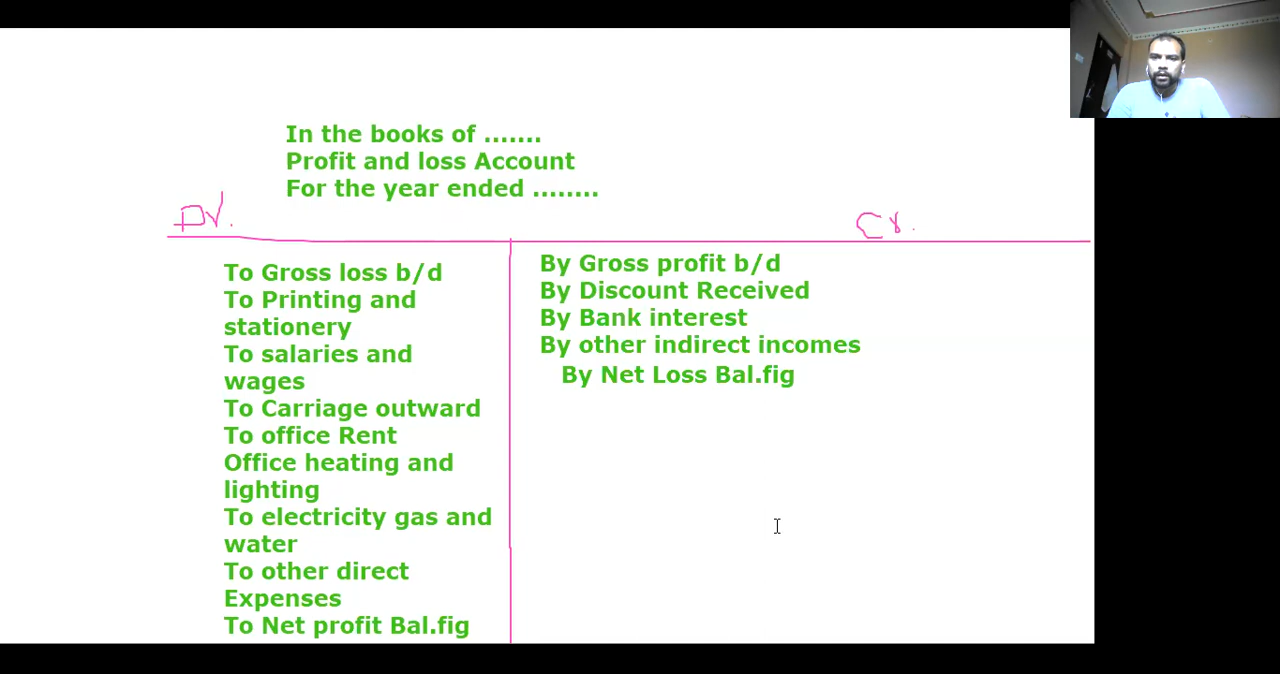 In the books of .......
Profit and loss Account
For the year ended ........
Dr.
Cr.
To Gross loss b/d
To Printing and
stationery
To salaries and
wages
To Carriage outward
To office Rent
Office heating and
lighting
To electricity gas and
water
To other direct
Expenses
To Net profit Bal.fig
By Gross profit b/d
By Discount Received
By Bank interest
By other indirect incomes
By Net Loss Bal.fig